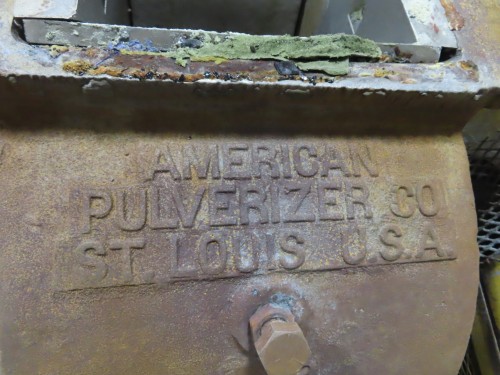 AMERICAN
PULVERIZER CO
ST. LOUIS U.S.A.